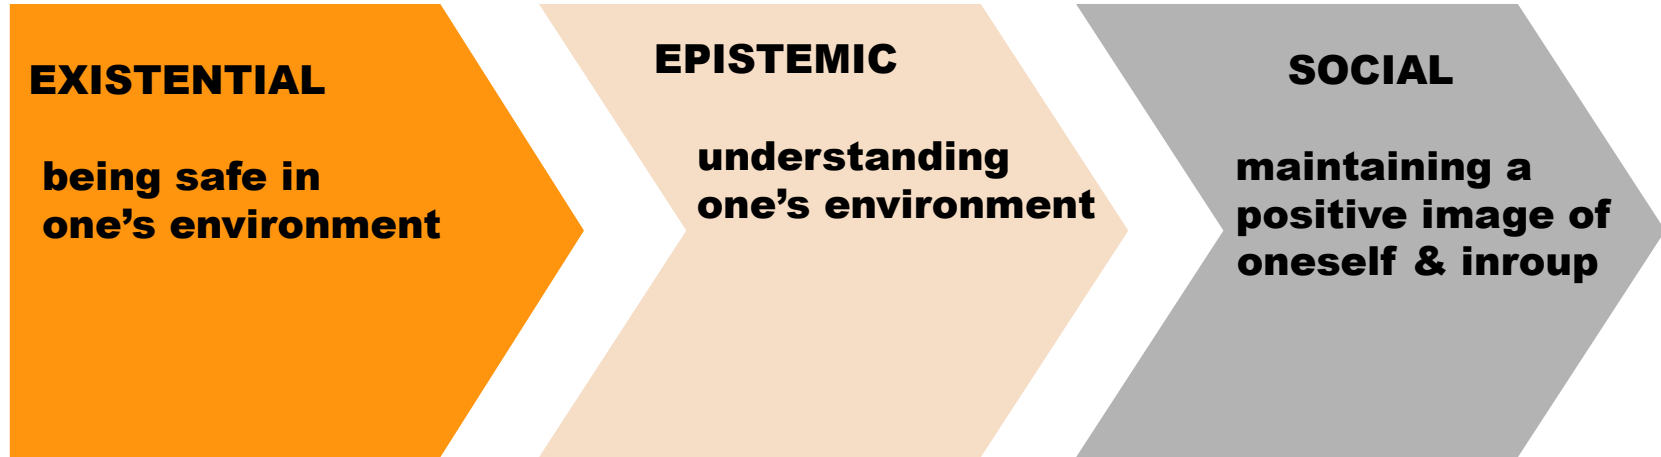 EXISTENTIAL
being safe in
one’s environment
EPISTEMIC
understanding
one’s environment
SOCIAL
maintaining a
positive image of
oneself & inroup